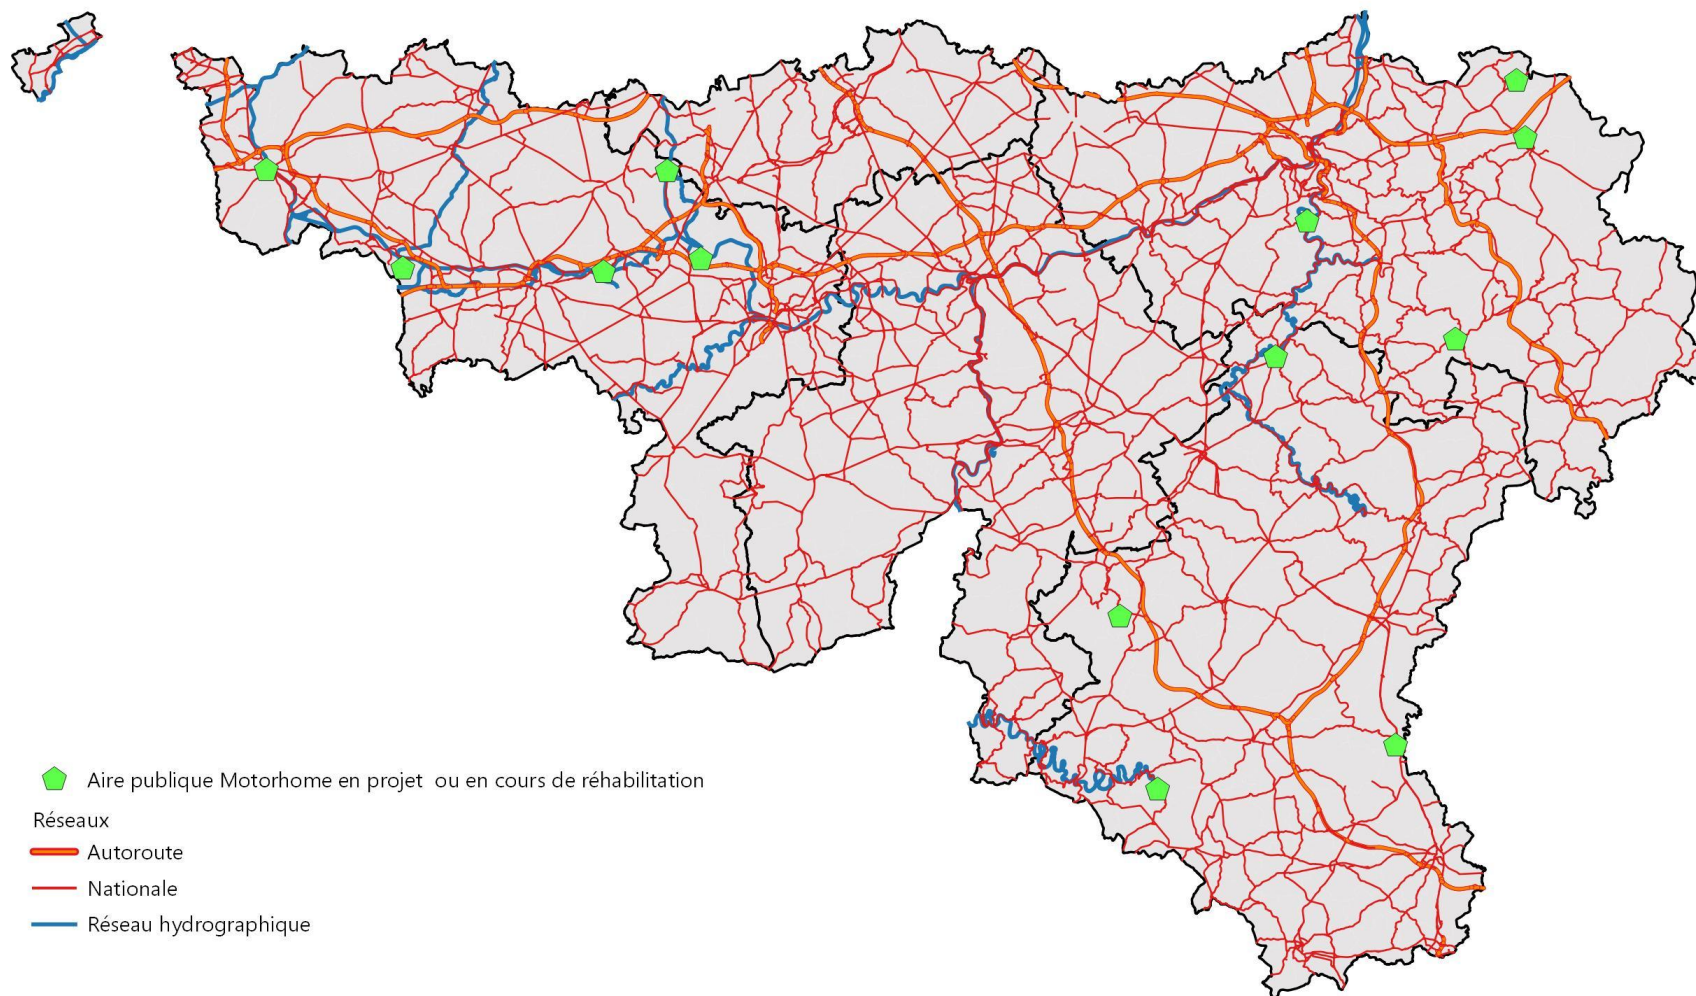 Aire publique Motorhome en projet ou en cours de réhabilitation
Réseaux
Autoroute
Nationale
Réseau hydrographique